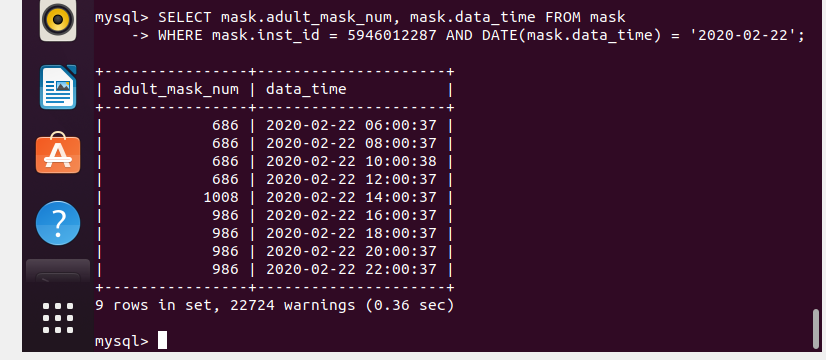 mysql> SELECT mask.adult_mask_num, mask.data_time FROM mask
    -> WHERE mask.inst_id = 5946012287 AND DATE(mask.data_time) = '2020-02-22';
+----------------+---------------------+
| adult_mask_num | data_time           |
+----------------+---------------------+
|            686 | 2020-02-22 06:00:37 |
|            686 | 2020-02-22 08:00:37 |
|            686 | 2020-02-22 10:00:38 |
|            686 | 2020-02-22 12:00:37 |
|           1008 | 2020-02-22 14:00:37 |
|            986 | 2020-02-22 16:00:37 |
|            986 | 2020-02-22 18:00:37 |
|            986 | 2020-02-22 20:00:37 |
|            986 | 2020-02-22 22:00:37 |
+----------------+---------------------+
9 rows in set, 22724 warnings (0.36 sec)
mysql>